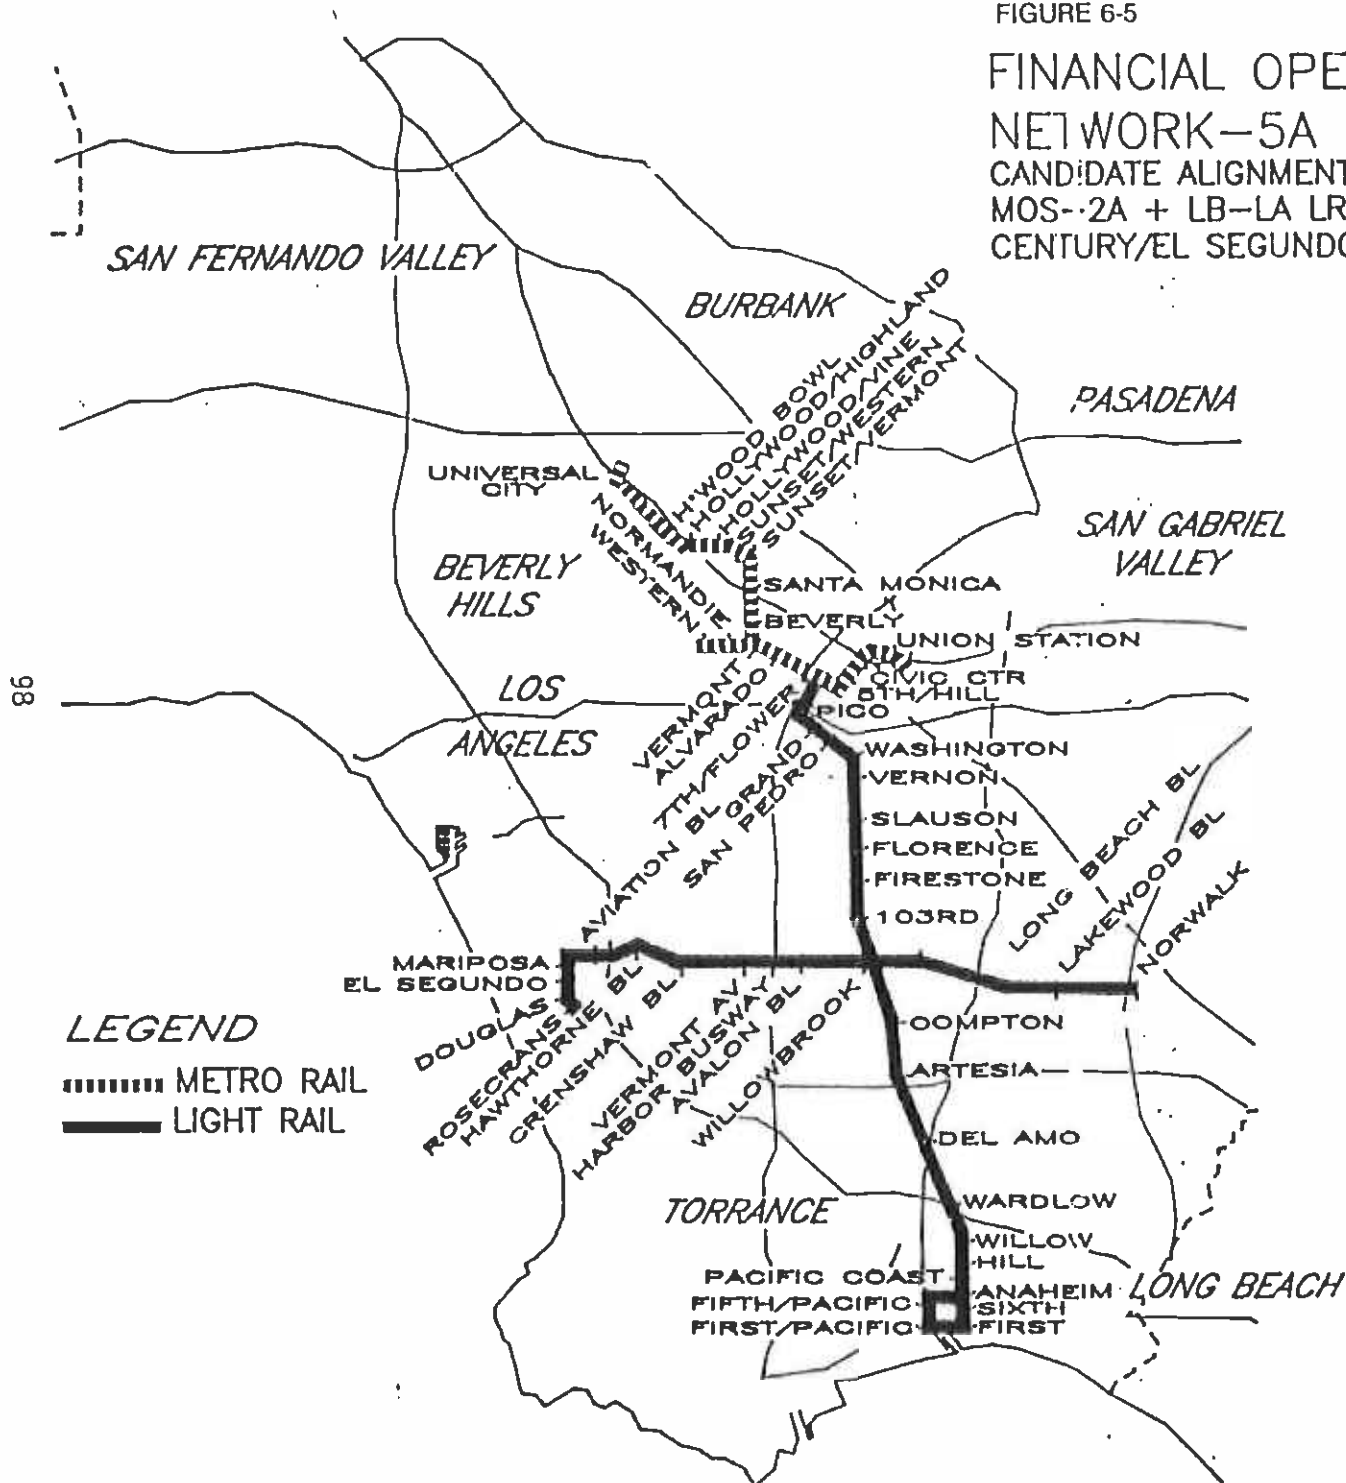 FIGURE 6-5
FINANCIAL OPE
NETWORK-5A
CANDIDATE ALIGNMENT
MOS--2A + LB-LA LR
CENTURY/EL SEGUNDO
SAN FERNANDO VALLEY
BURBANK
PASADENA
H'WOOD BOWL
HOLLYWOOD/HIGHLAND
HOLLYWOOD/VINE
SUNSET/WESTERN
SUNSET/VERMONT
UNIVERSAL
CITY
NORMANDIE
WESTERN
SAN GABRIEL
VALLEY
BEVERLY
HILLS
SANTA MONICA
BEVERLY
UNION STATION
CIVIC CTR
5TH/HILL
PICO
LOS
ANGELES
VERMONT
ALVARADO
7TH/FLOWER
GRAND
SAN PEDRO
WASHINGTON
VERNON
SLAUSON
FLORENCE
FIRESTONE
103RD
AVIATION BL
LONG BEACH BL
LAKEWOOD BL
NORWALK
MARIPOSA
EL SEGUNDO
DOUGLAS
ROSECRANS
HAWTHORNE BL
CRENSHAW BL
VERMONT AV
HARBOR BUSWAY
AVALON BL
WILLOWBROOK
COMPTON
ARTESIA
DEL AMO
LEGEND
METRO RAIL
LIGHT RAIL
TORRANCE
WARDLOW
WILLOW
HILL
PACIFIC COAST
ANAHEIM
LONG BEACH
FIFTH/PACIFIC
SIXTH
FIRST/PACIFIC
FIRST
98